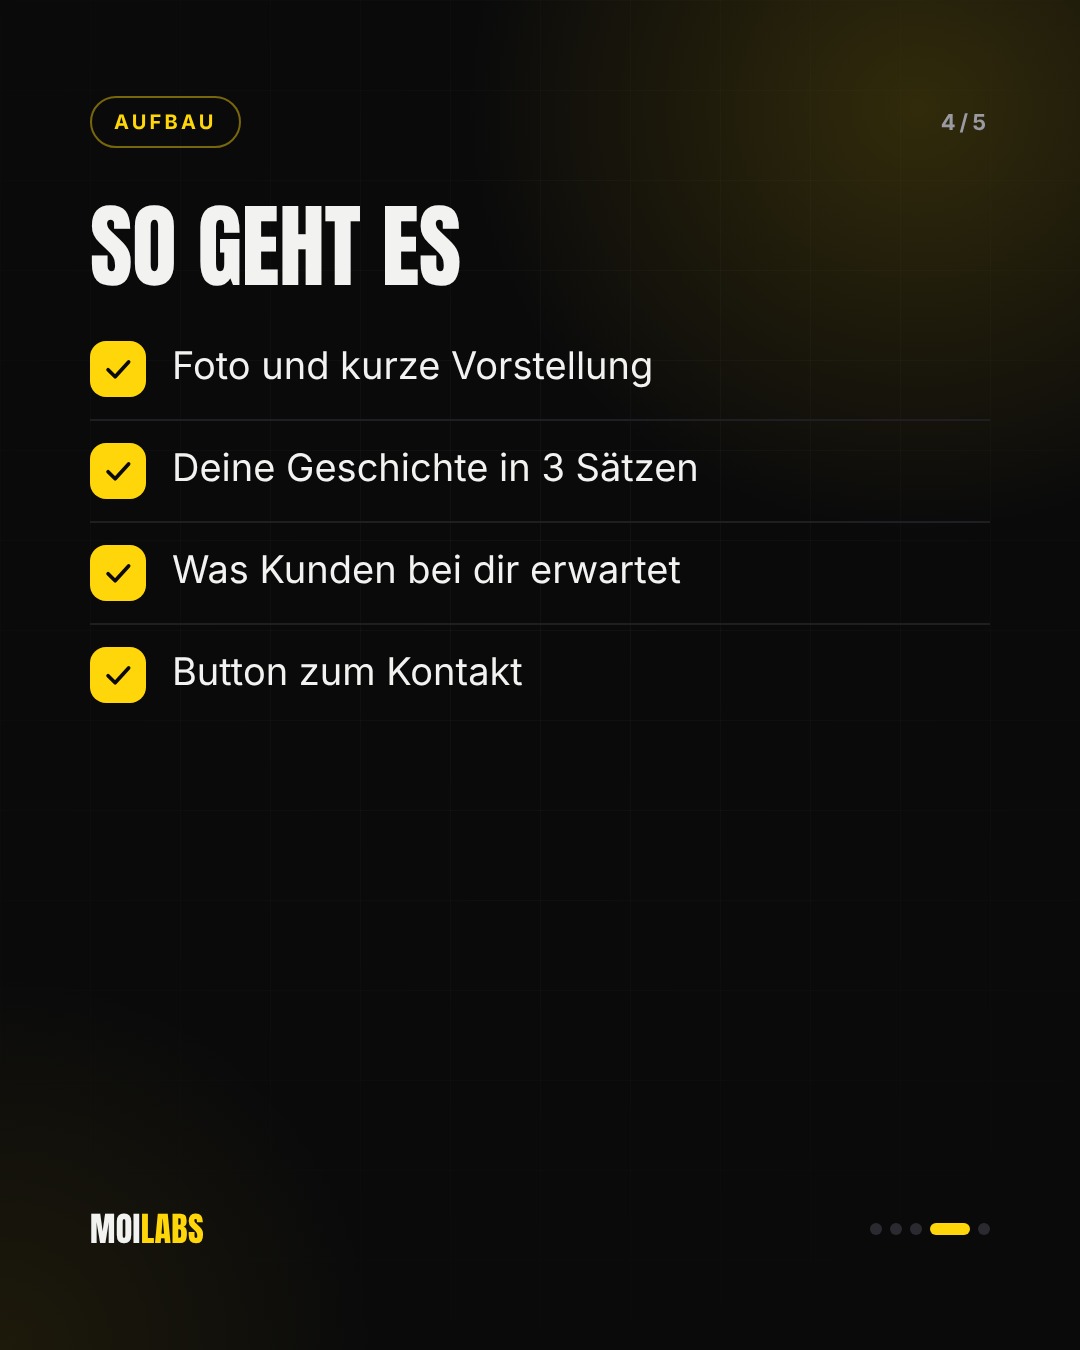 AUFBAU
4/5
SO GEHT ES
Foto und kurze Vorstellung
Deine Geschichte in 3 Sätzen
Was Kunden bei dir erwartet
Button zum Kontakt
MOILABS